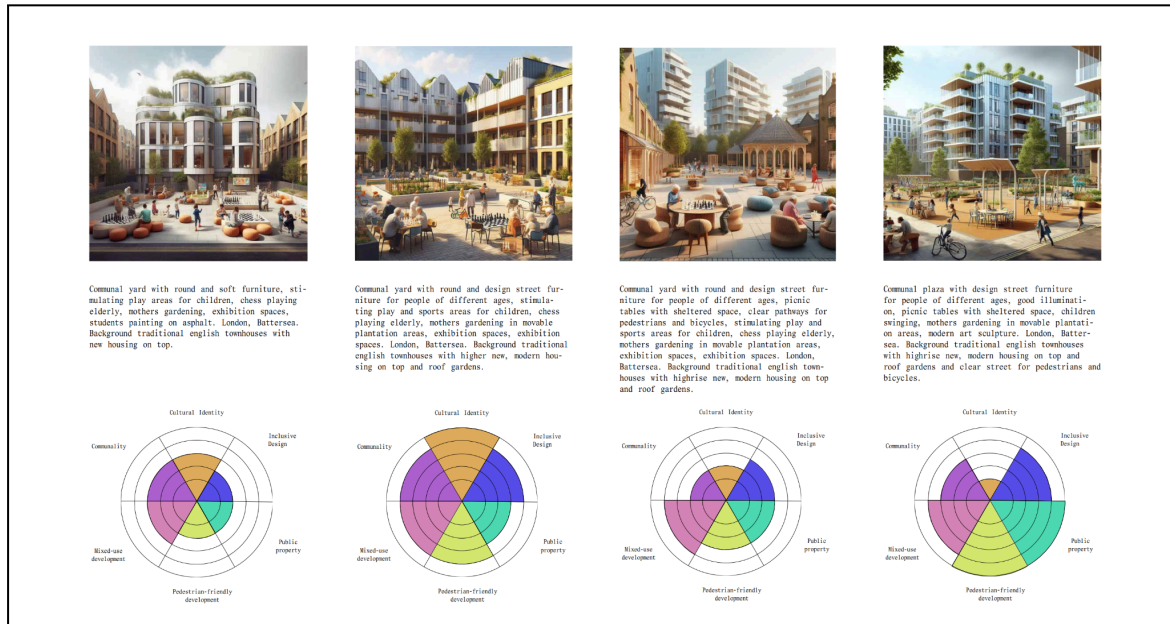 Communal yard with round and soft furniture, sti-
mulating play areas for children, chess playing
elderly, mothers gardening, exhibition spaces,
students painting on asphalt. London, Battersea.
Background traditional english townhouses with
new housing on top.
Communal yard with round and design street fur-
niture for people of different ages, stimula-
ting play and sports areas for children, chess
playing elderly, mothers gardening in movable
plantation areas, exhibition spaces, exhibition
spaces. London, Battersea. Background traditional
english townhouses with higher new, modern hou-
sing on top and roof gardens.
Communal yard with round and design street fur-
niture for people of different ages, picnic
tables with sheltered space, clear pathways for
pedestrians and bicycles, stimulating play and
sports areas for children, chess playing elderly,
mothers gardening in movable plantation areas,
exhibition spaces, exhibition spaces. London,
Battersea. Background traditional english town-
houses with highrise new, modern housing on top
and roof gardens.
Communal plaza with design street furniture
for people of different ages, good illuminati-
on, picnic tables with sheltered space, children
swinging, mothers gardening in movable plantati-
on areas, modern art sculpture. London, Batter-
sea. Background traditional english townhouses
with highrise new, modern housing on top and
roof gardens and clear street for pedestrians and
bicycles.
Cultural Identity
Communality
Inclusive
Design
Mixed-use
development
Public
property
Pedestrian-friendly
development
Cultural Identity
Communality
Inclusive
Design
Mixed-use
development
Public
property
Pedestrian-friendly
development
Cultural Identity
Communality
Inclusive
Design
Mixed-use
development
Public
property
Pedestrian-friendly
development
Cultural Identity
Communality
Inclusive
Design
Mixed-use
development
Public
property
Pedestrian-friendly
development